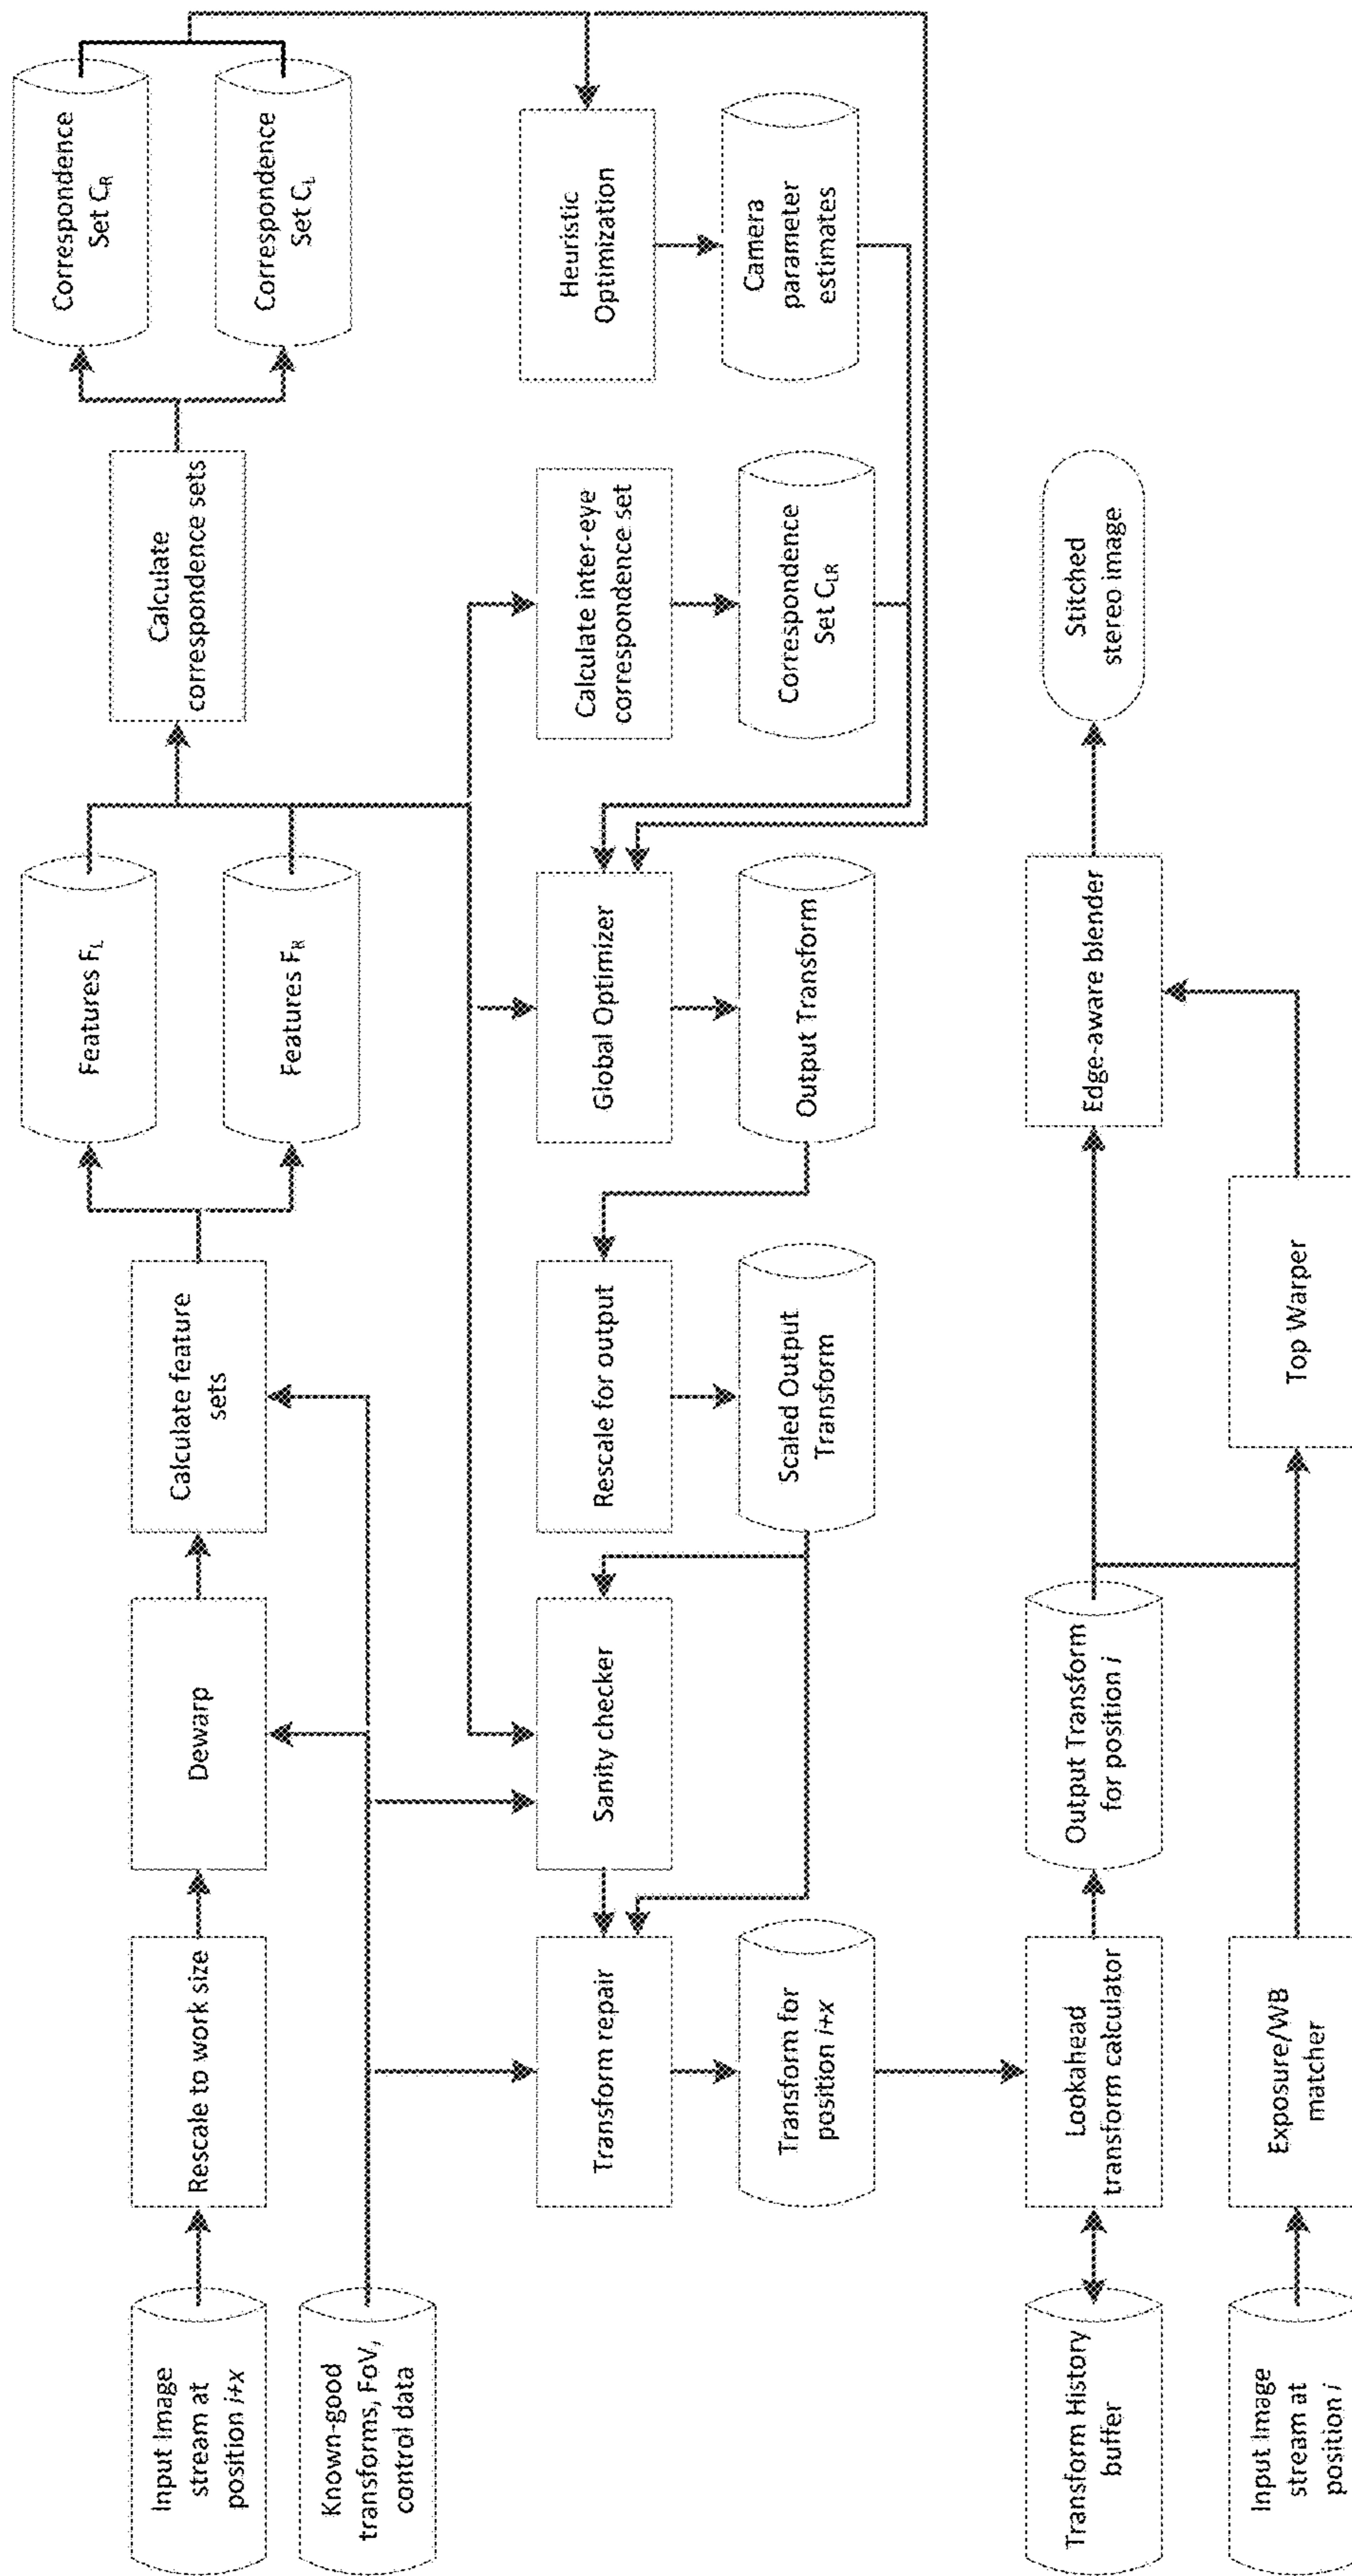 Input Image
stream at
position i+x
Rescale to work size
Dewarp
Calculate feature
sets
Features FL
Features FR
Calculate
correspondence sets
Correspondence
Set CR
Correspondence
Set CL
Known-good
transforms, FoV,
control data
Transform repair
Sanity checker
Rescale for output
Global Optimizer
Calculate inter-eye
correspondence set
Heuristic
Optimization
Transform for
position i+x
Scaled Output
Transform
Output Transform
Correspondence
Set CLR
Camera
parameter
estimates
Transform History
buffer
Lookahead
transform calculator
Output Transform
for position i
Edge-aware blender
Stitched
stereo image
Input Image
stream at
position i
Exposure/WB
matcher
Top Warper